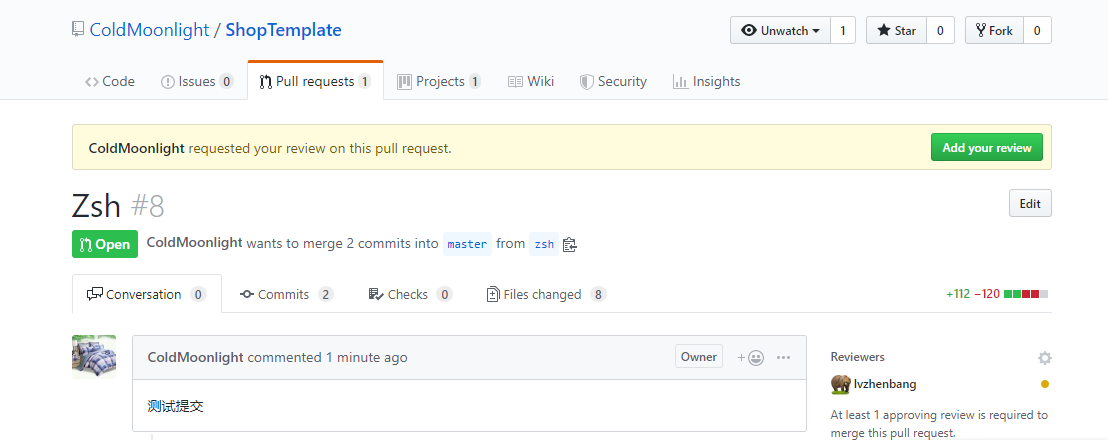 ColdMoonlight / ShopTemplate
Unwatch 1 Star 0 Fork 0
Code Issues 0 Pull requests 1 Projects 1 Wiki Security Insights
ColdMoonlight requested your review on this pull request. Add your review
Zsh #8 Edit
Open ColdMoonlight wants to merge 2 commits into master from zsh
Conversation 0 Commits 2 Checks 0 Files changed 8 +112 −120
ColdMoonlight commented 1 minute ago Owner
测试提交
Reviewers
lvzhenbang
At least 1 approving review is required to
merge this pull request.